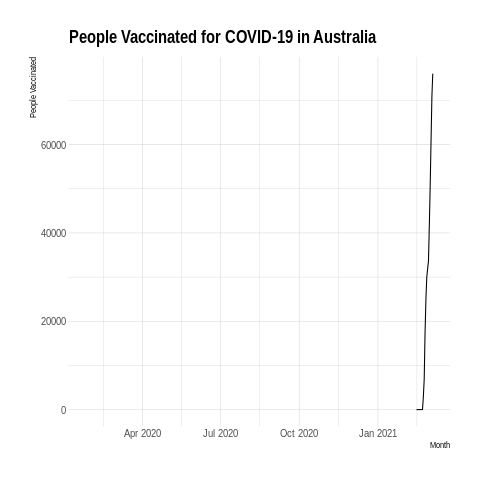 People Vaccinated for COVID-19 in Australia
People Vaccinated
60000
40000
20000
0
Apr 2020 Jul 2020 Oct 2020 Jan 2021
Month